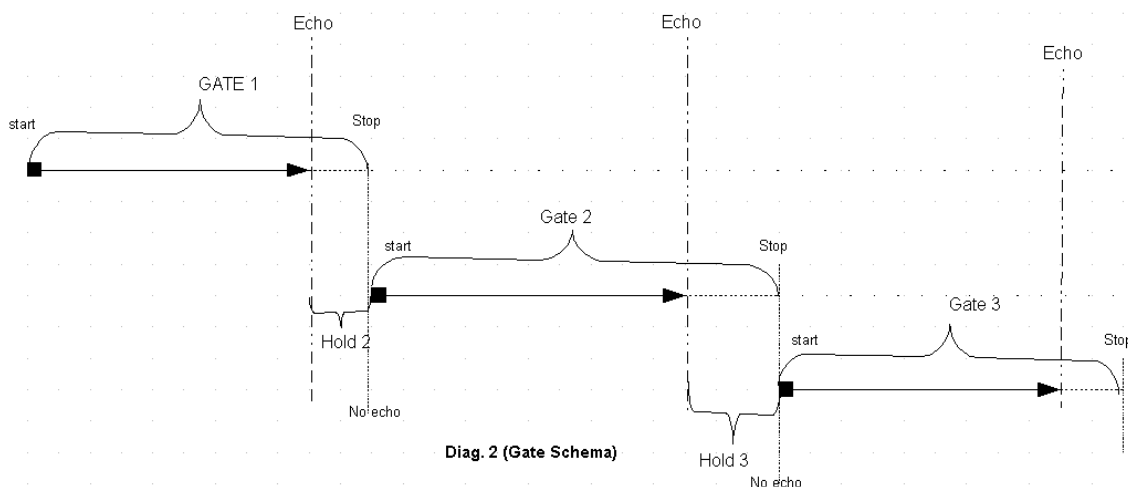 Echo
Echo
Echo
GATE 1
start
Stop
Gate 2
start
Stop
Gate 3
Hold 2
start
Stop
No echo
Diag. 2 (Gate Schema)
Hold 3
No echo